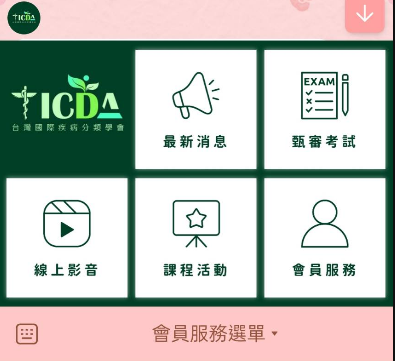 TICDA
TICDA
台灣國際疾病分類學會
最新消息
EXAM
甄審考試
線上影音
課程活動
會員服務
會員服務選單